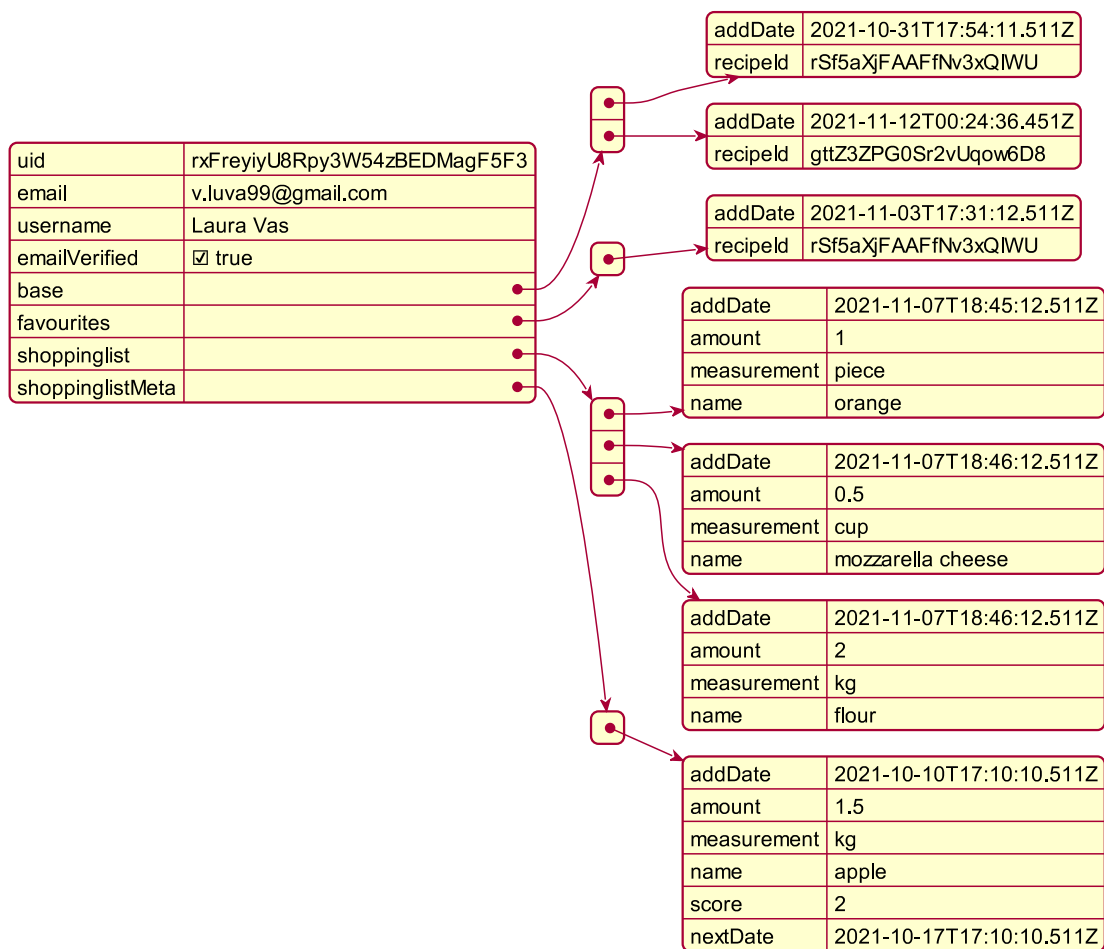 uid rxFreyiyU8Rpy3W54zBEDMagF5F3
email v.luva99@gmail.com
username Laura Vas
emailVerified ☑ true
base
favourites
shoppinglist
shoppinglistMeta
addDate 2021-10-31T17:54:11.511Z
recipeId rSf5aXjFAAFfNv3xQlWU
addDate 2021-11-12T00:24:36.451Z
recipeId gttZ3ZPG0Sr2vUqow6D8
addDate 2021-11-03T17:31:12.511Z
recipeId rSf5aXjFAAFfNv3xQlWU
addDate 2021-11-07T18:45:12.511Z
amount 1
measurement piece
name orange
addDate 2021-11-07T18:46:12.511Z
amount 0.5
measurement cup
name mozzarella cheese
addDate 2021-11-07T18:46:12.511Z
amount 2
measurement kg
name flour
addDate 2021-10-10T17:10:10.511Z
amount 1.5
measurement kg
name apple
score 2
nextDate 2021-10-17T17:10:10.511Z